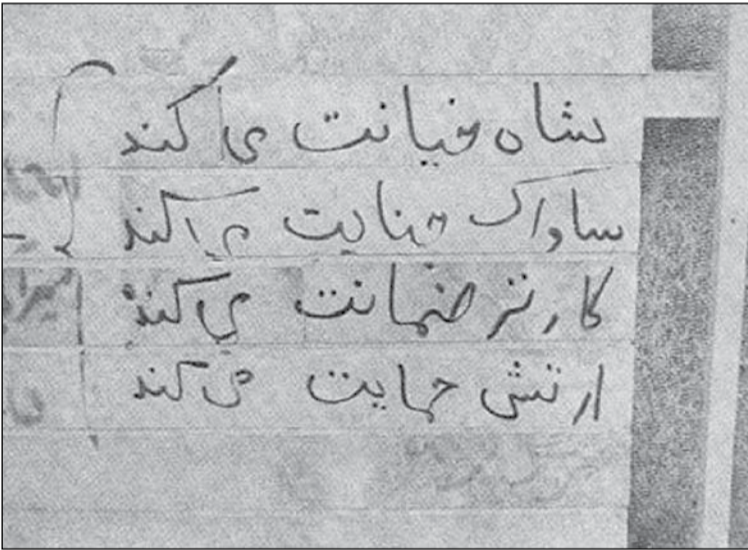 شاه خیانت می کند
ساواک جنایت می کند
کارتر ضمانت می کند
ارتش حمایت می کند